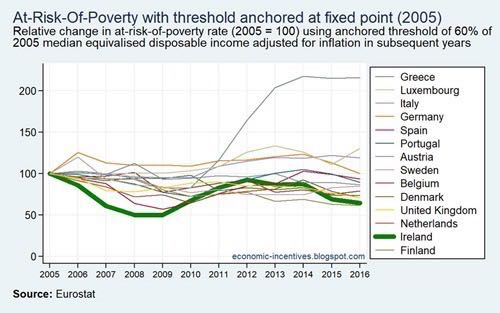 At-Risk-Of-Poverty with threshold anchored at fixed point (2005)
Relative change in at-risk-of-poverty rate (2005 = 100) using anchored threshold of 60% of
2005 median equivalised disposable income adjusted for inflation in subsequent years
200
150
100
50
0
2005 2006 2007 2008 2009 2010 2011 2012 2013 2014 2015 2016
economic-incentives.blogspot.com
Greece
Luxembourg
Italy
Germany
Spain
Portugal
Austria
Sweden
Belgium
Denmark
United Kingdom
Netherlands
Ireland
Finland
Source: Eurostat